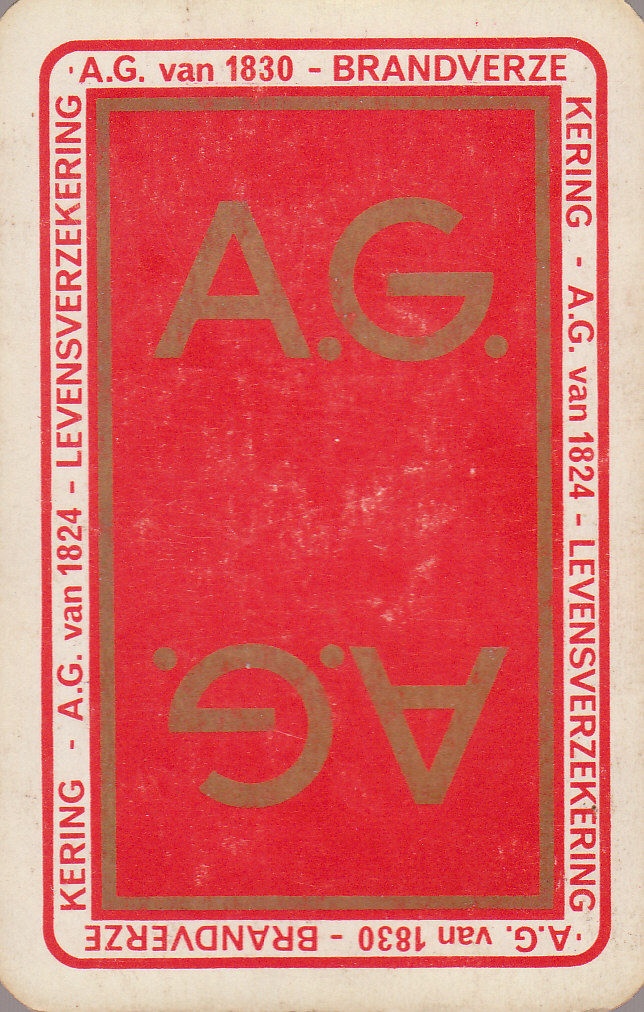 A.G. van 1830 - BRANDVERZE
KERING - A.G. van 1824 - LEVENSVERZEKERING
A.G. van 1830 - BRANDVERZE
KERING - A.G. van 1824 - LEVENSVERZEKERING
A.G.
A.G.